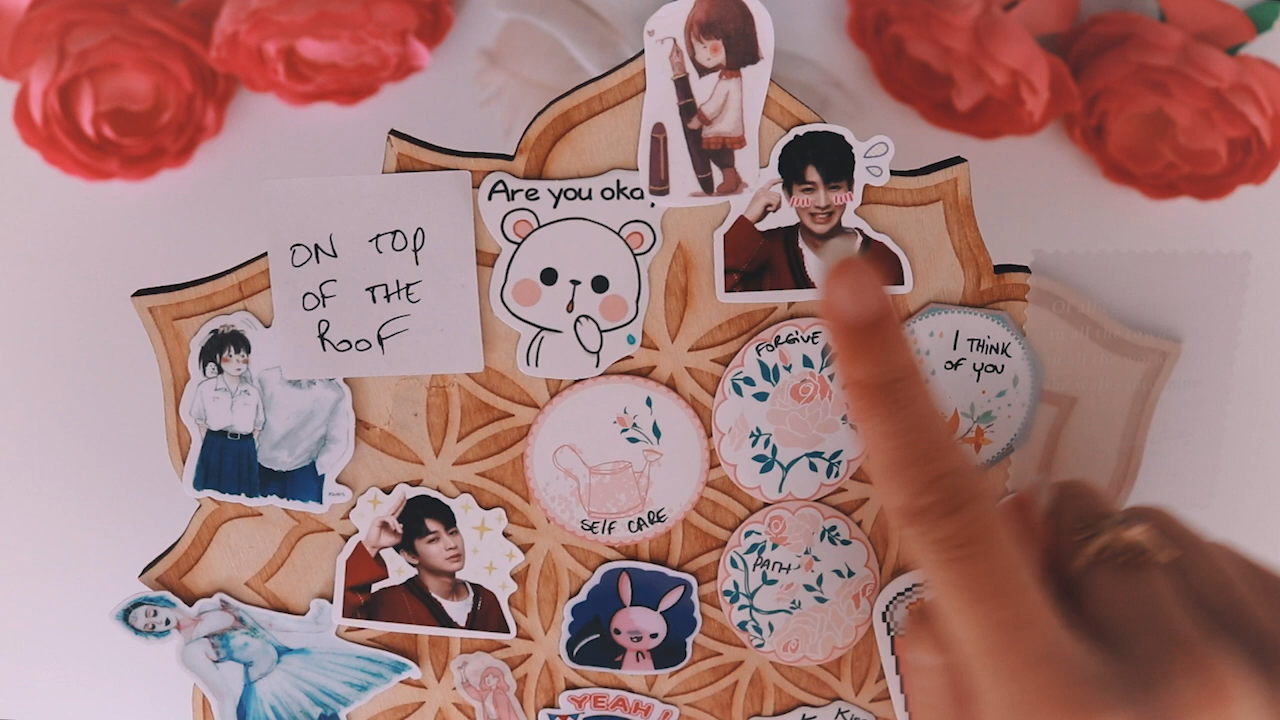 Are you oka
ON TOP
OF THE
ROOF
FORGIVE
I THINK
OF YOU
SELF CARE
PATH
YEAH!